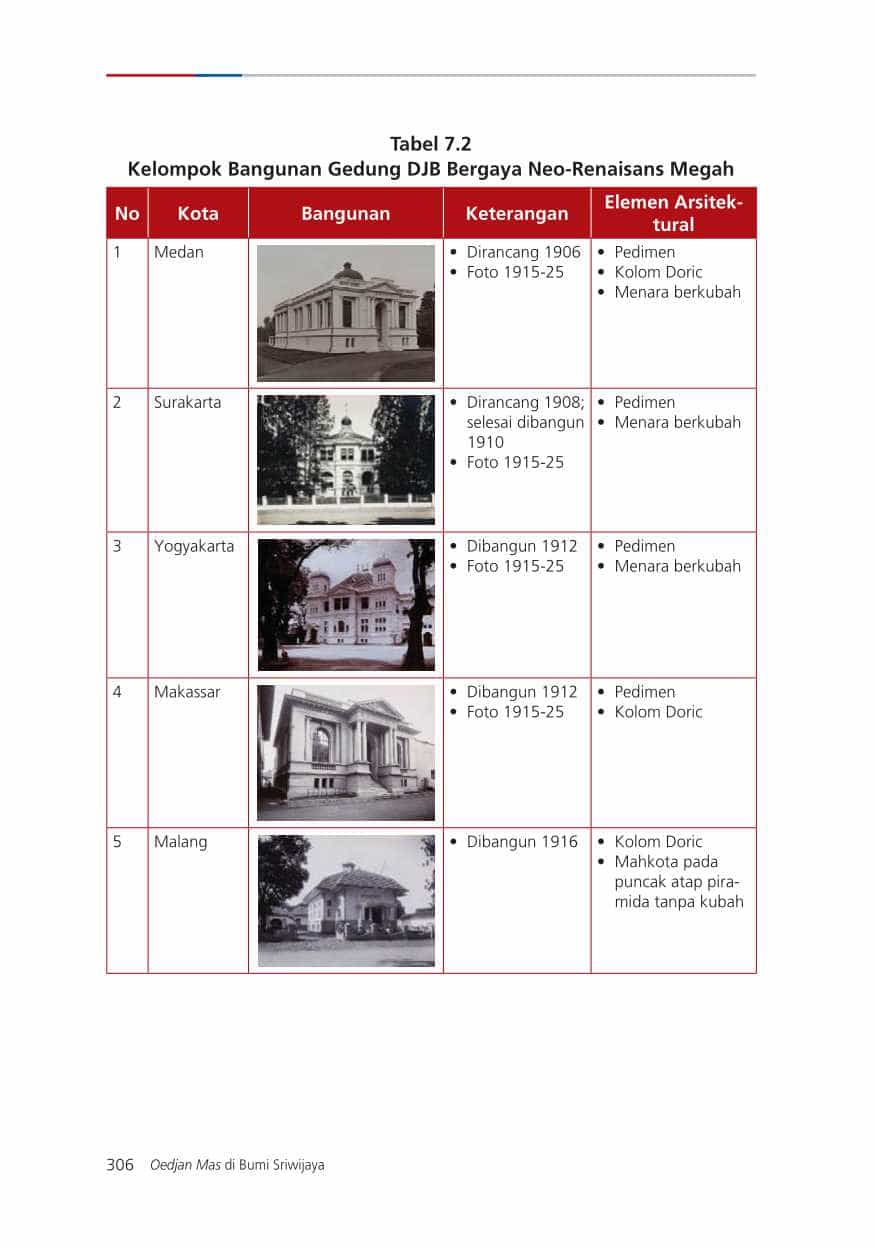 Tabel 7.2
Kelompok Bangunan Gedung DJB Bergaya Neo-Renaisans Megah
No Kota Bangunan Keterangan Elemen Arsitek-
tural
1 Medan • Dirancang 1906 • Pedimen
• Foto 1915-25 • Kolom Doric
• Menara berkubah
2 Surakarta • Dirancang 1908; • Pedimen
selesai dibangun • Menara berkubah
1910
• Foto 1915-25
3 Yogyakarta • Dibangun 1912 • Pedimen
• Foto 1915-25 • Menara berkubah
4 Makassar • Dibangun 1912 • Pedimen
• Foto 1915-25 • Kolom Doric
5 Malang • Dibangun 1916 • Kolom Doric
• Mahkota pada
puncak atap pira-
mida tanpa kubah
306 Oedjan Mas di Bumi Sriwijaya